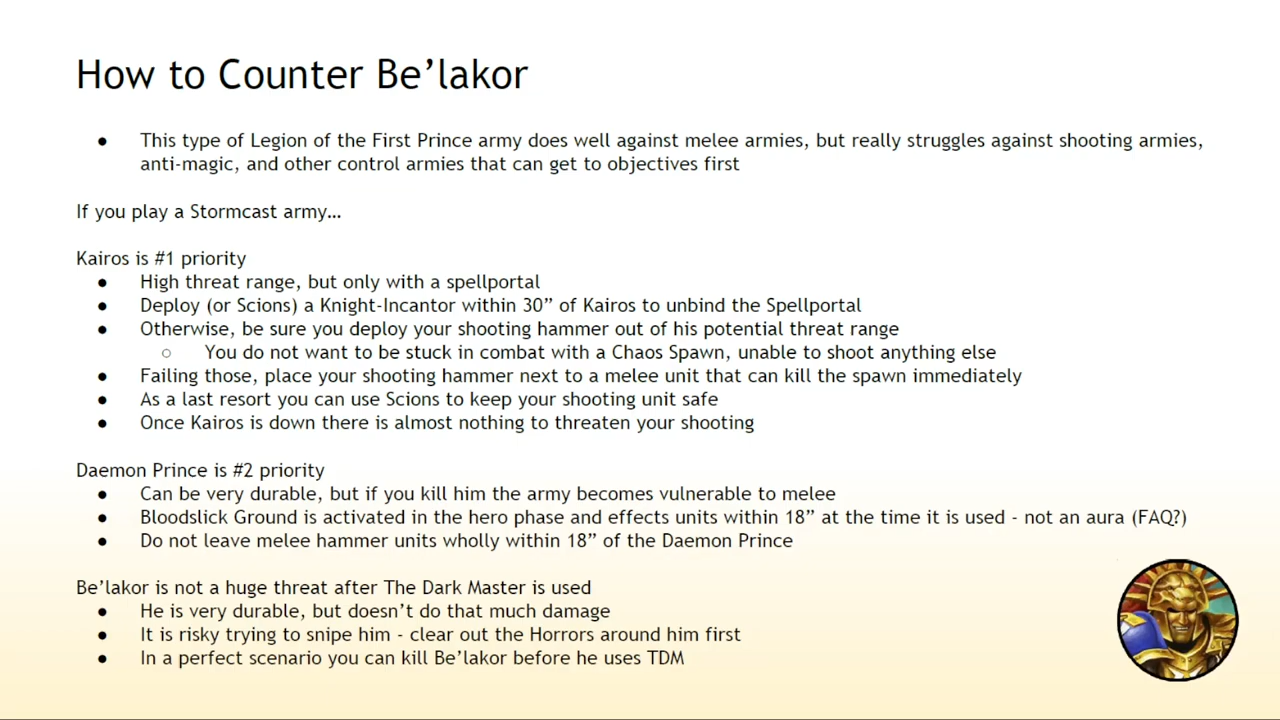 How to Counter Be’lakor
● This type of Legion of the First Prince army does well against melee armies, but really struggles against shooting armies,
anti-magic, and other control armies that can get to objectives first
If you play a Stormcast army…
Kairos is #1 priority
● High threat range, but only with a spellportal
● Deploy (or Scions) a Knight-Incantor within 30” of Kairos to unbind the Spellportal
● Otherwise, be sure you deploy your shooting hammer out of his potential threat range
○ You do not want to be stuck in combat with a Chaos Spawn, unable to shoot anything else
● Failing those, place your shooting hammer next to a melee unit that can kill the spawn immediately
● As a last resort you can use Scions to keep your shooting unit safe
● Once Kairos is down there is almost nothing to threaten your shooting
Daemon Prince is #2 priority
● Can be very durable, but if you kill him the army becomes vulnerable to melee
● Bloodslick Ground is activated in the hero phase and effects units within 18” at the time it is used - not an aura (FAQ?)
● Do not leave melee hammer units wholly within 18” of the Daemon Prince
Be’lakor is not a huge threat after The Dark Master is used
● He is very durable, but doesn’t do that much damage
● It is risky trying to snipe him - clear out the Horrors around him first
● In a perfect scenario you can kill Be’lakor before he uses TDM